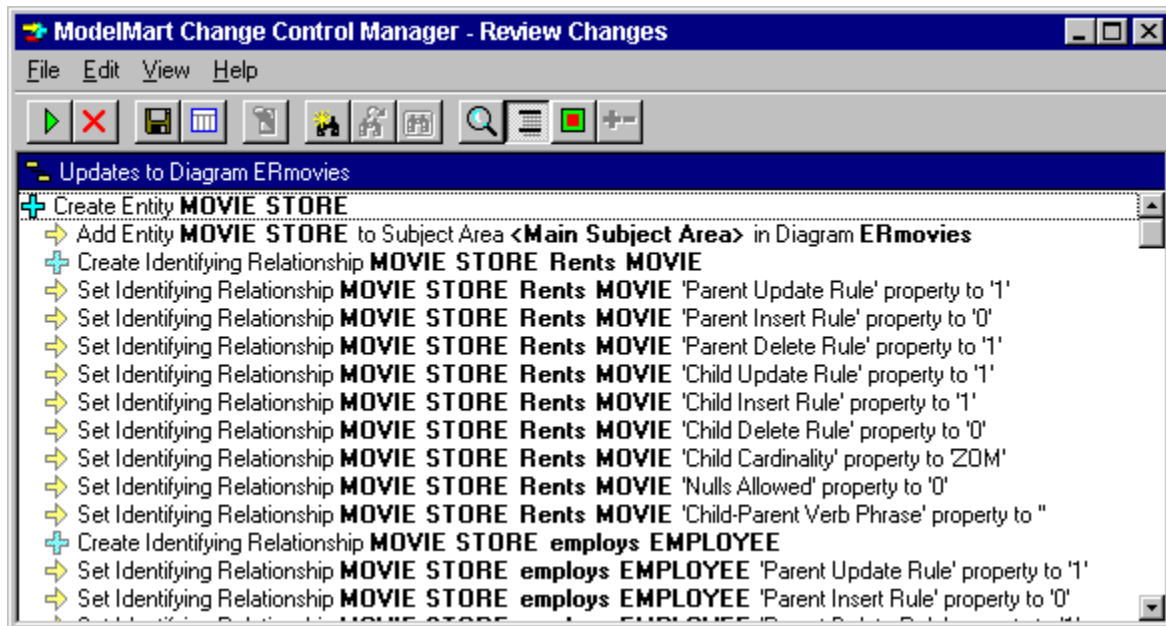 ModelMart Change Control Manager - Review Changes
File Edit View Help
Updates to Diagram ERmovies
Create Entity MOVIE STORE
Add Entity MOVIE STORE to Subject Area <Main Subject Area> in Diagram ERmovies
Create Identifying Relationship MOVIE STORE Rents MOVIE
Set Identifying Relationship MOVIE STORE Rents MOVIE 'Parent Update Rule' property to '1'
Set Identifying Relationship MOVIE STORE Rents MOVIE 'Parent Insert Rule' property to '0'
Set Identifying Relationship MOVIE STORE Rents MOVIE 'Parent Delete Rule' property to '1'
Set Identifying Relationship MOVIE STORE Rents MOVIE 'Child Update Rule' property to '1'
Set Identifying Relationship MOVIE STORE Rents MOVIE 'Child Insert Rule' property to '1'
Set Identifying Relationship MOVIE STORE Rents MOVIE 'Child Delete Rule' property to '0'
Set Identifying Relationship MOVIE STORE Rents MOVIE 'Child Cardinality' property to 'ZOM'
Set Identifying Relationship MOVIE STORE Rents MOVIE 'Nulls Allowed' property to '0'
Set Identifying Relationship MOVIE STORE Rents MOVIE 'Child-Parent Verb Phrase' property to ''
Create Identifying Relationship MOVIE STORE employs EMPLOYEE
Set Identifying Relationship MOVIE STORE employs EMPLOYEE 'Parent Update Rule' property to '1'
Set Identifying Relationship MOVIE STORE employs EMPLOYEE 'Parent Insert Rule' property to '0'